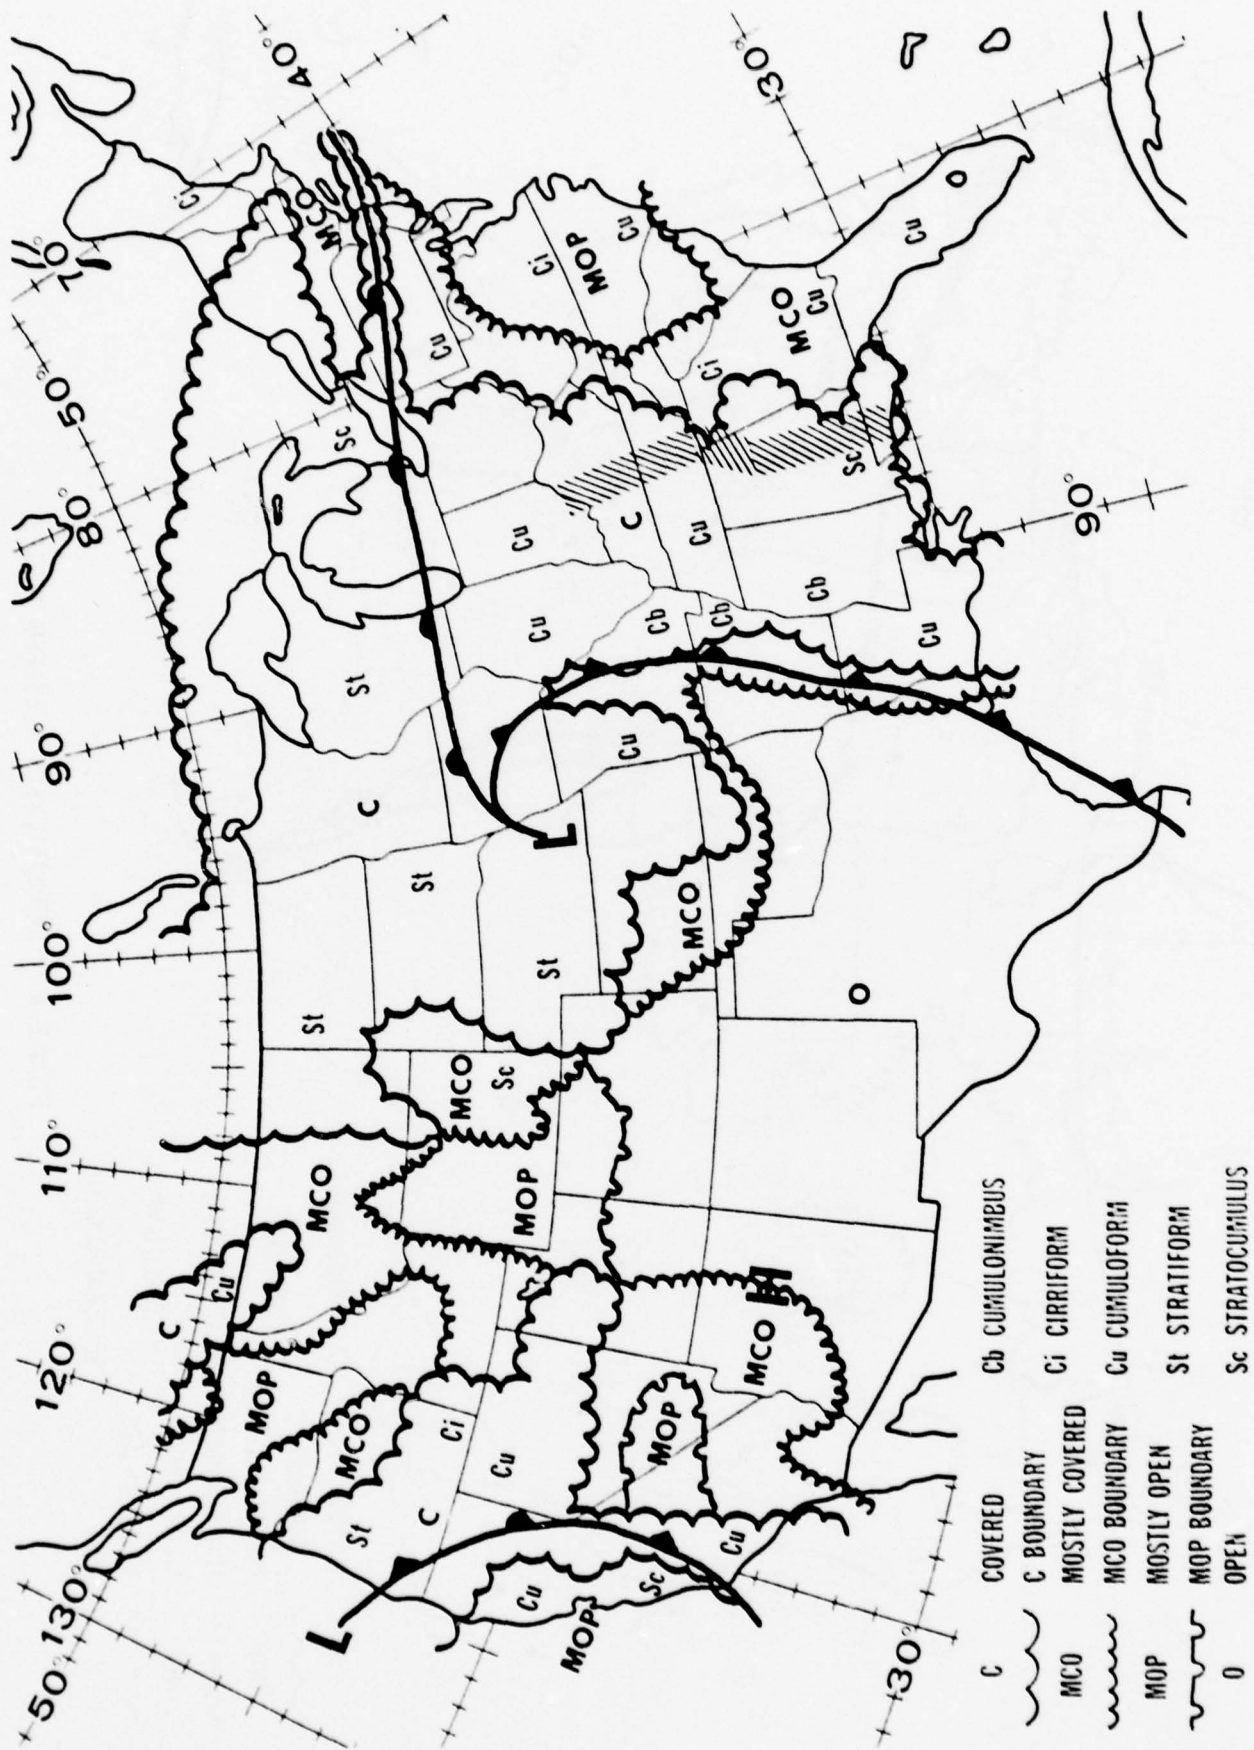 50°
130°
120°
110°
100°
90°
80°
50°
70°
40°
30°
90°
30°
C
Cu
MOP
MCO
MCO
St
Ci
C
Cu
L
Cu
MOP
Sc
Cu
MOP
MCO
H
MOP
MCO
Sc
St
St
St
C
St
L
MCO
O
Cu
Cu
Cb
Cb
Cb
Cu
Cu
C
Cu
Sc
Sc
Cu
MCO
Ci
Ci
MOP
Cu
Ci
MCO
Cu
Cu
C COVERED
C BOUNDARY
MCO MOSTLY COVERED
MCO BOUNDARY
MOP MOSTLY OPEN
MOP BOUNDARY
O OPEN
Cb CUMULONIMBUS
Ci CIRRIFORM
Cu CUMULOFORM
St STRATIFORM
Sc STRATOCUMULUS